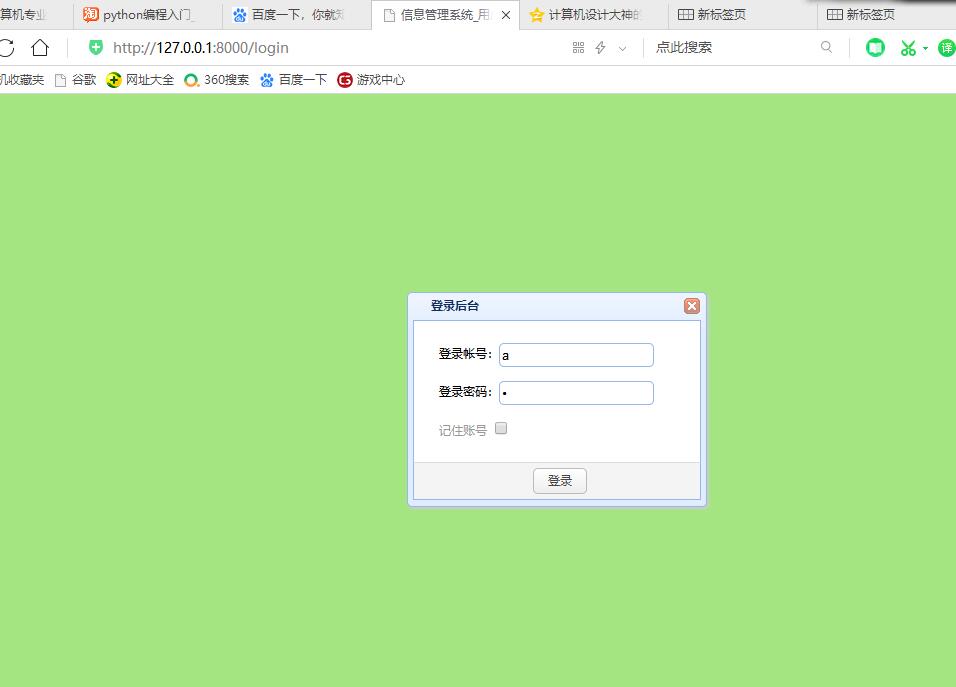 算机专业
python编程入门_
百度一下，你就知
信息管理系统_用
计算机设计大神的
新标签页
新标签页
http://127.0.0.1:8000/login
点此搜索
译
机收藏夹
谷歌
网址大全
360搜索
百度一下
游戏中心
登录后台
登录帐号：
a
登录密码：
•
记住账号
登录